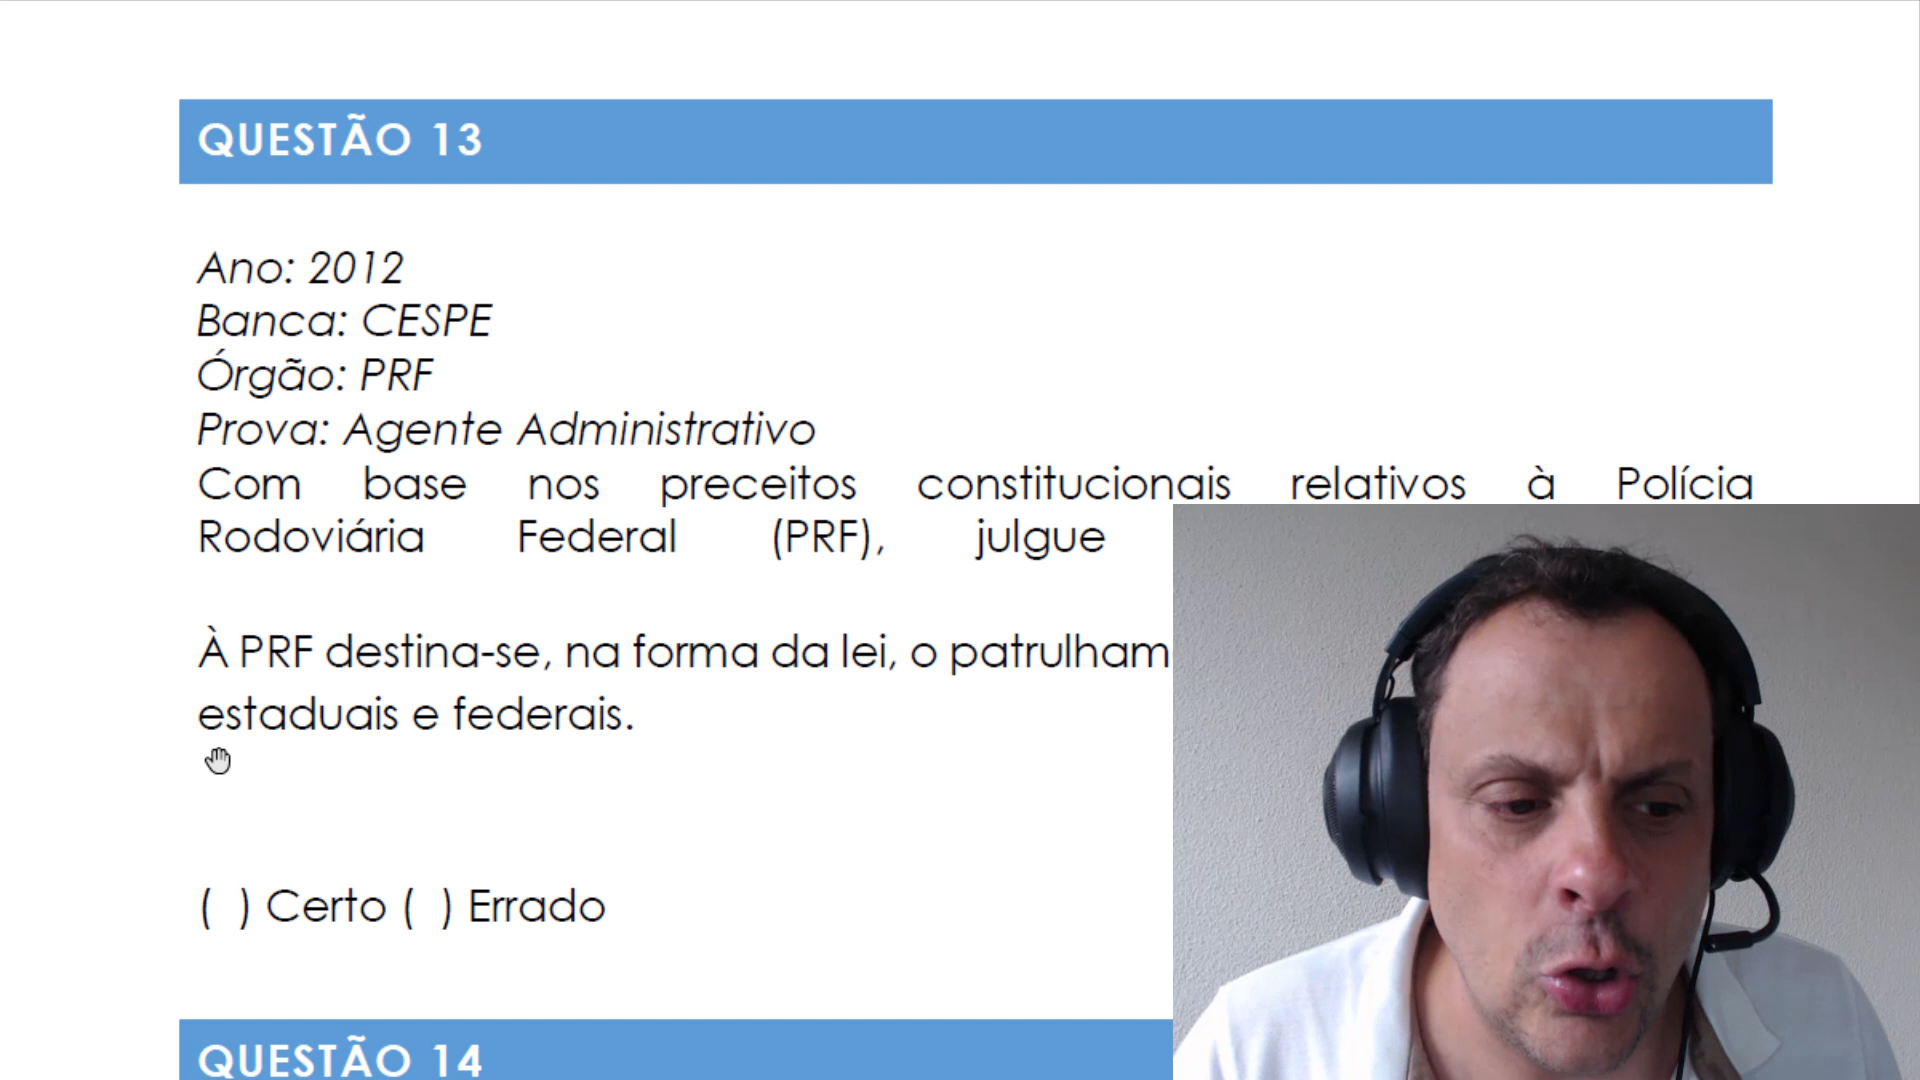 QUESTÃO 13
Ano: 2012
Banca: CESPE
Órgão: PRF
Prova: Agente Administrativo
Com base nos preceitos constitucionais relativos à Polícia
Rodoviária Federal (PRF), julgue
À PRF destina-se, na forma da lei, o patrulham
estaduais e federais.
( ) Certo ( ) Errado
QUESTÃO 14